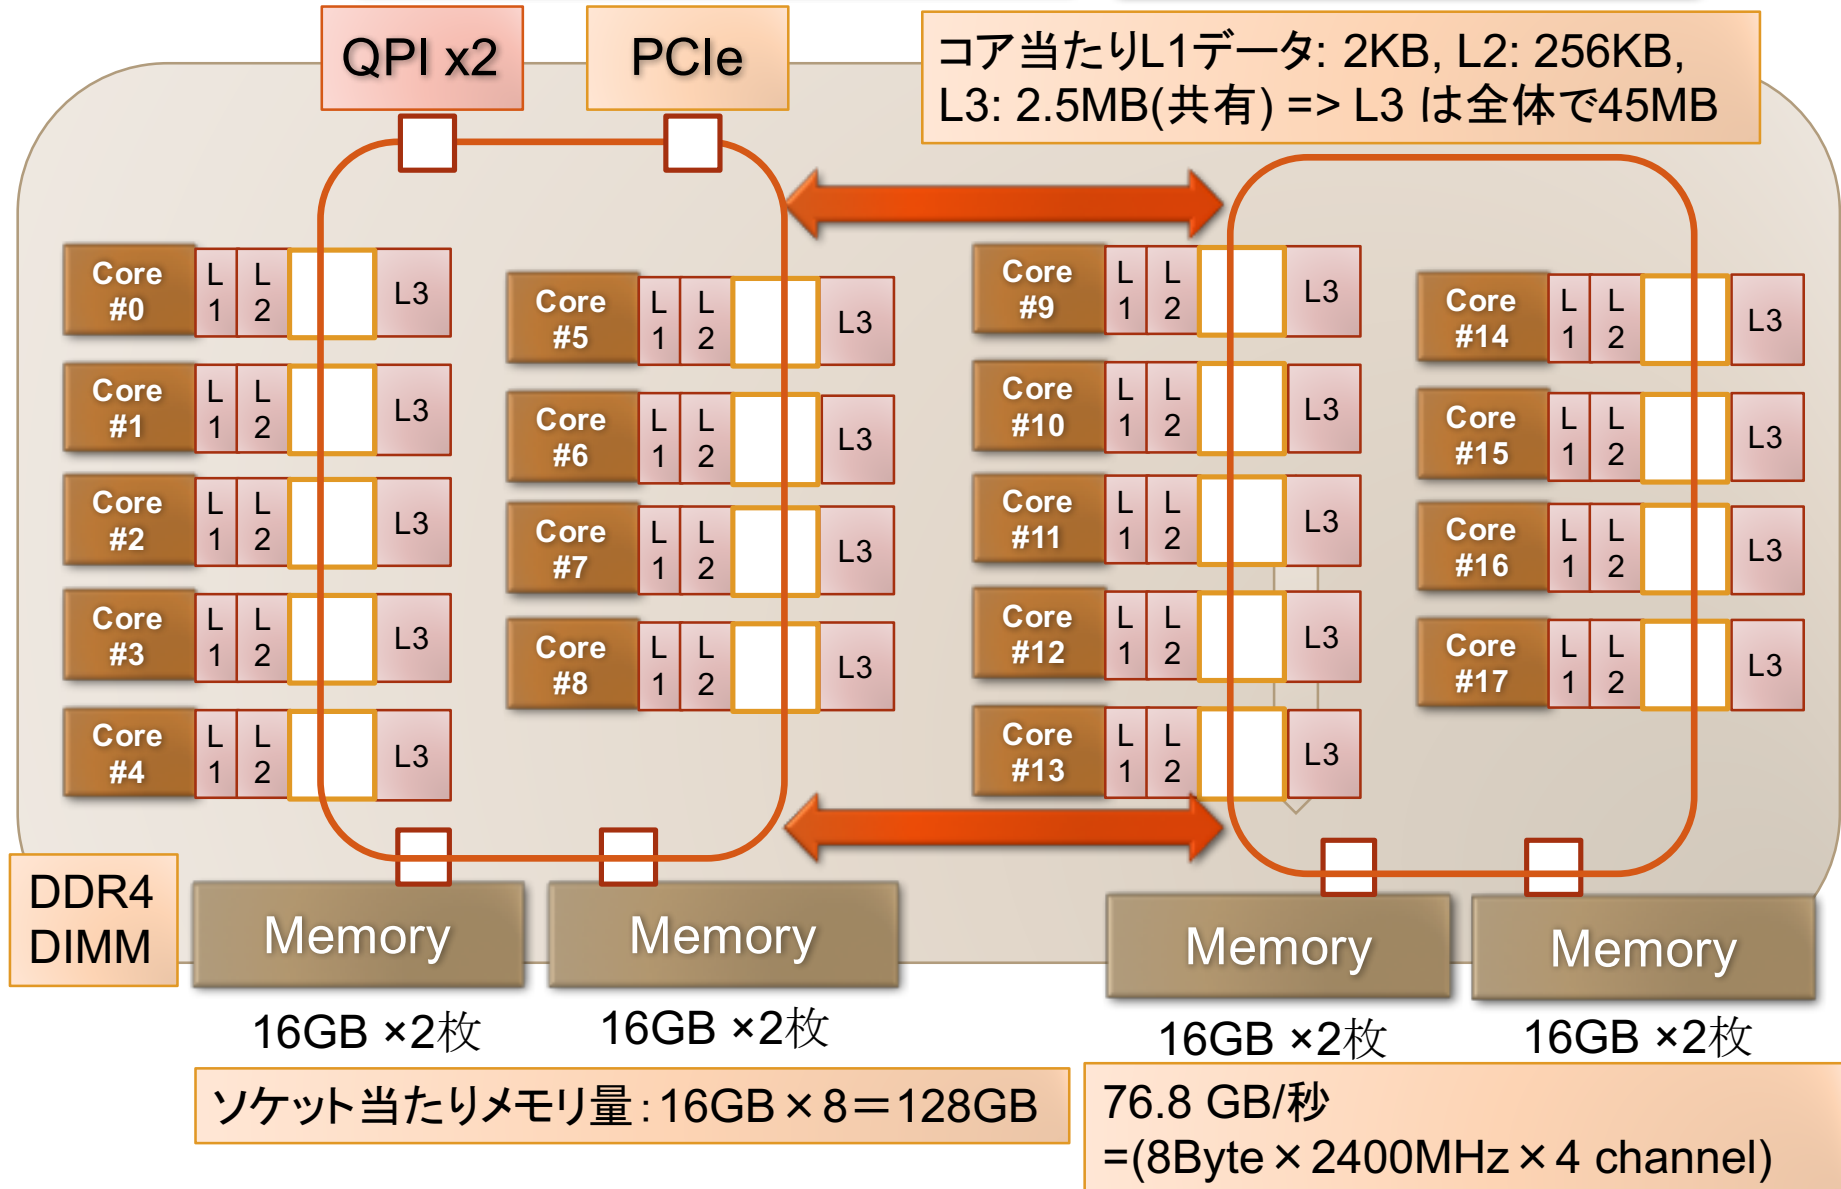 QPI x2
PCIe
コア当たりL1データ: 2KB, L2: 256KB,
L3: 2.5MB(共有) => L3 は全体で45MB
Core
#0
L
1
L
2
L3
Core
#1
L
1
L
2
L3
Core
#2
L
1
L
2
L3
Core
#3
L
1
L
2
L3
Core
#4
L
1
L
2
L3
Core
#5
L
1
L
2
L3
Core
#6
L
1
L
2
L3
Core
#7
L
1
L
2
L3
Core
#8
L
1
L
2
L3
Core
#9
L
1
L
2
L3
Core
#10
L
1
L
2
L3
Core
#11
L
1
L
2
L3
Core
#12
L
1
L
2
L3
Core
#13
L
1
L
2
L3
Core
#14
L
1
L
2
L3
Core
#15
L
1
L
2
L3
Core
#16
L
1
L
2
L3
Core
#17
L
1
L
2
L3
DDR4
DIMM
Memory
Memory
Memory
Memory
16GB ×2枚
16GB ×2枚
16GB ×2枚
16GB ×2枚
ソケット当たりメモリ量：16GB×8＝128GB
76.8 GB/秒
=(8Byte×2400MHz×4 channel)